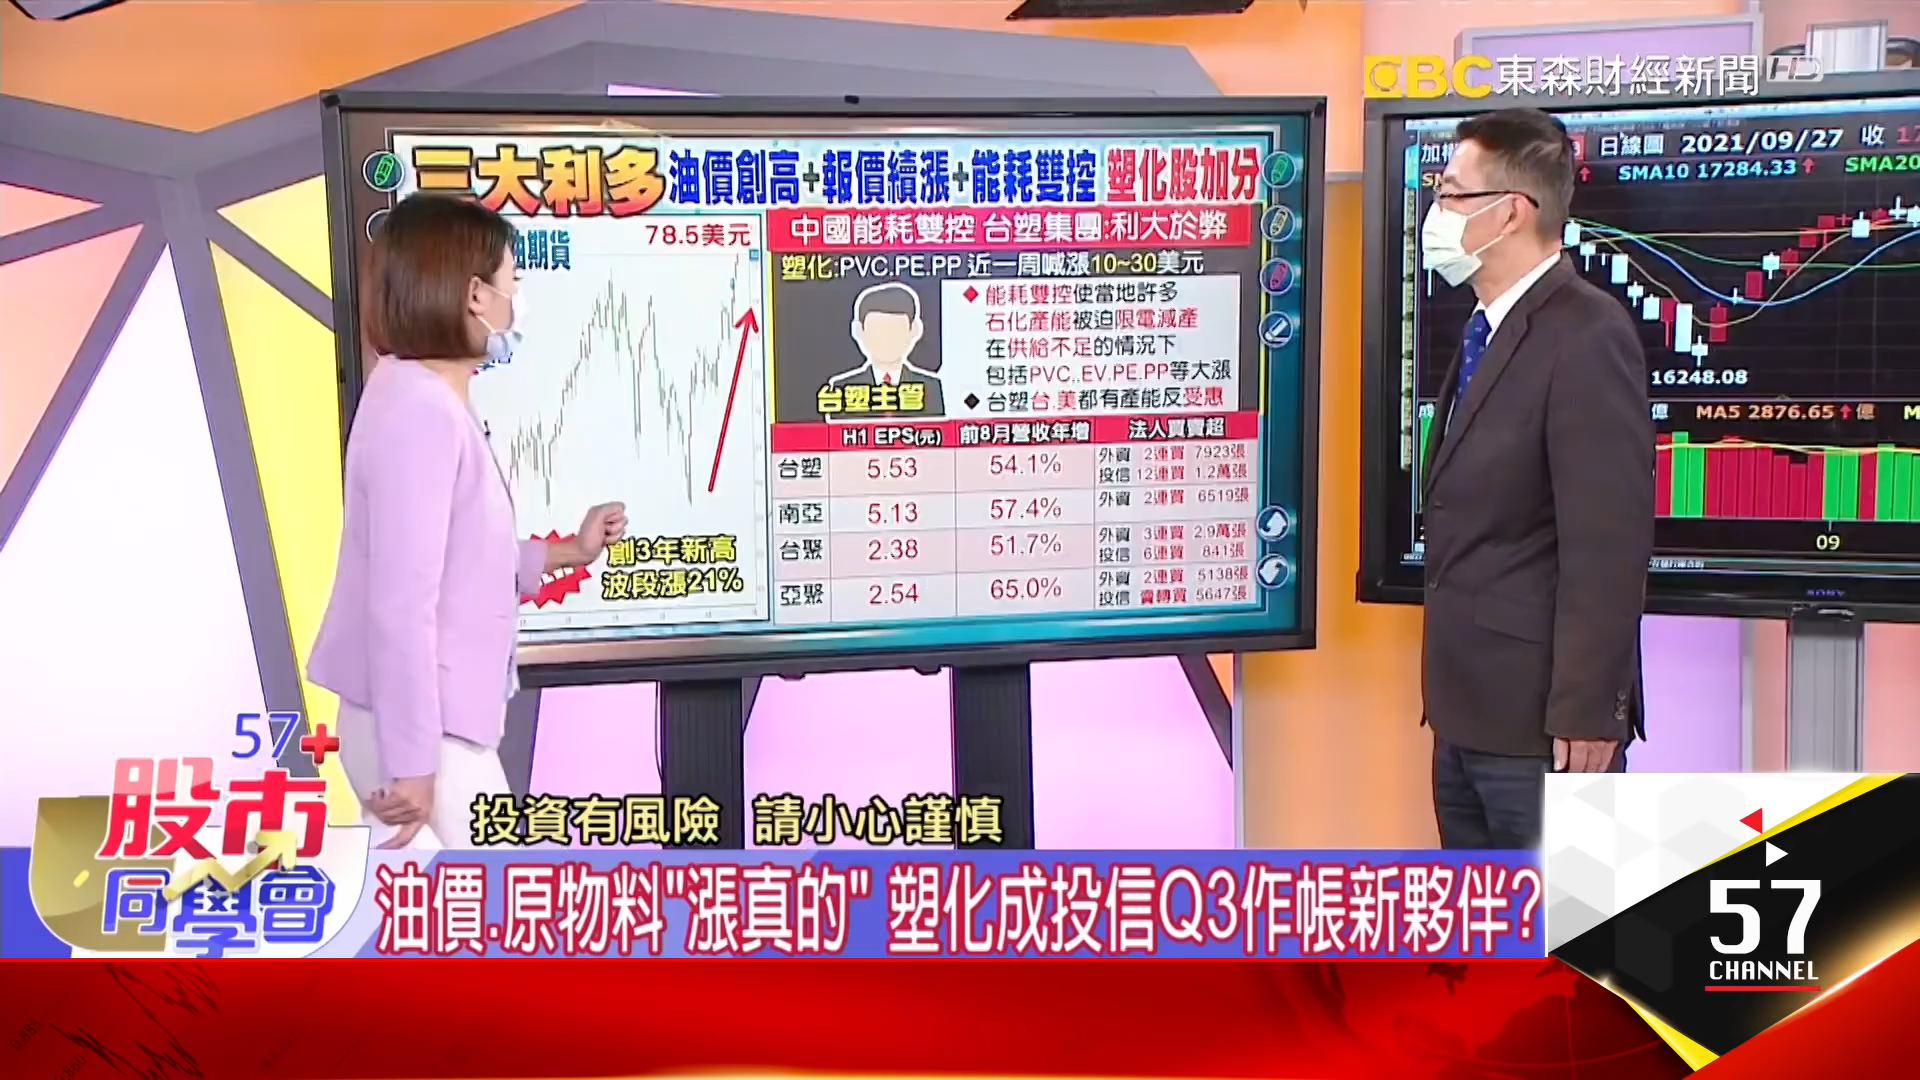 EBC 東森財經新聞 HD
三大利多 油價創高+報價續漲+能耗雙控 塑化股加分
油期貨
78.5美元
創3年新高
波段漲21%
中國能耗雙控 台塑集團:利大於弊
塑化:PVC.PE.PP 近一周喊漲10~30美元
台塑主管
◆ 能耗雙控使當地許多
石化產能被迫限電減產
在供給不足的情況下
包括PVC..EV.PE.PP等大漲
◆ 台塑台.美都有產能反受惠
H1 EPS(元) 前8月營收年增 法人買賣超
台塑 5.53 54.1% 外資 2連買 7923張
投信 12連買 1.2萬張
南亞 5.13 57.4% 外資 2連買 6519張
台聚 2.38 51.7% 外資 3連買 2.9萬張
投信 6連買 841張
亞聚 2.54 65.0% 外資 2連買 5138張
投信 賣轉買 5647張
日線圖 2021/09/27 收
SMA10 17284.33↑ SMA20
16248.08
億 MA5 2876.65↑億
09
SONY
57+
股市
同學會
投資有風險 請小心謹慎
油價.原物料"漲真的" 塑化成投信Q3作帳新夥伴?
57
CHANNEL